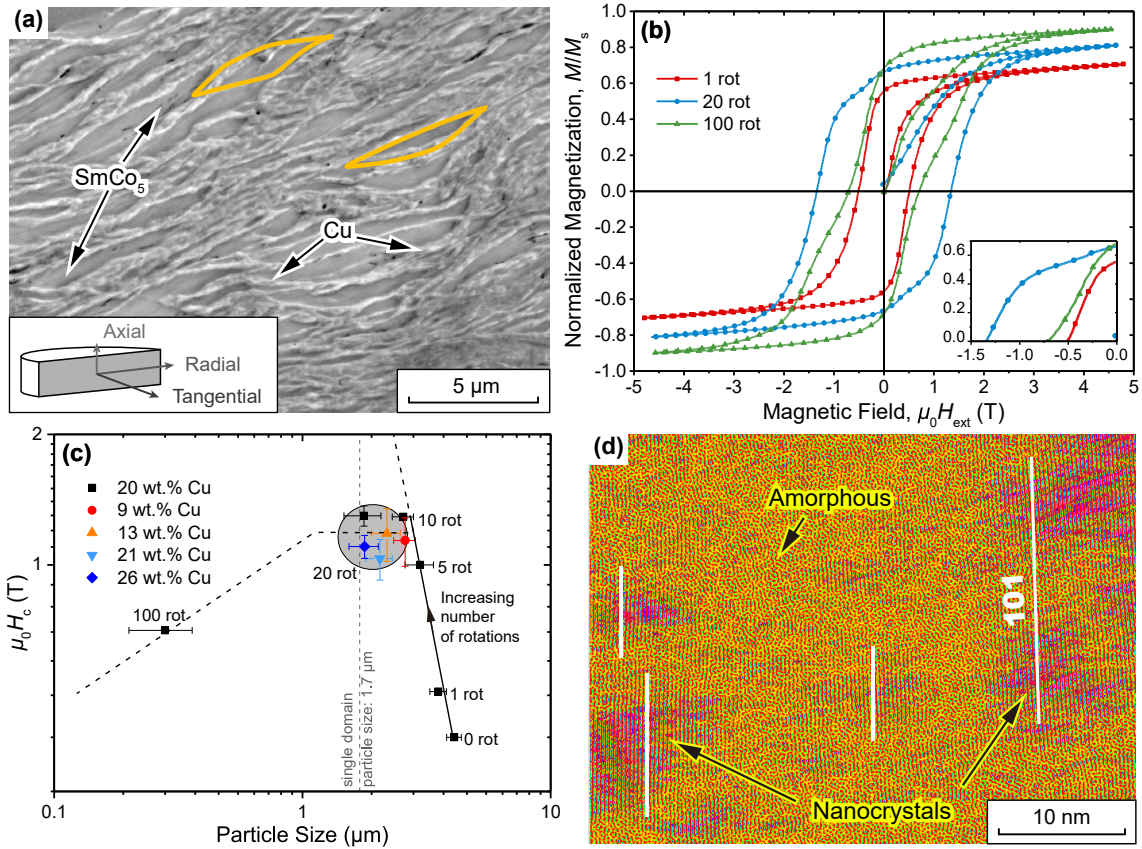 (a)
SmCo5
Cu
Axial
Radial
Tangential
5 µm
(b)
Normalized Magnetization, M/Ms
1.0
0.8
0.6
0.4
0.2
0.0
-0.2
-0.4
-0.6
-0.8
-1.0
1 rot
20 rot
100 rot
0.6
0.4
0.2
0.0
-1.5 -1.0 -0.5 0.0
-5 -4 -3 -2 -1 0 1 2 3 4 5
Magnetic Field, µ0Hext (T)
(c)
µ0Hc (T)
2
1
20 wt.% Cu
9 wt.% Cu
13 wt.% Cu
21 wt.% Cu
26 wt.% Cu
10 rot
20 rot
5 rot
100 rot
Increasing
number
of rotations
1 rot
0 rot
single domain
particle size: 1.7 µm
0.1 1 10
Particle Size (µm)
(d)
Amorphous
101
Nanocrystals
10 nm